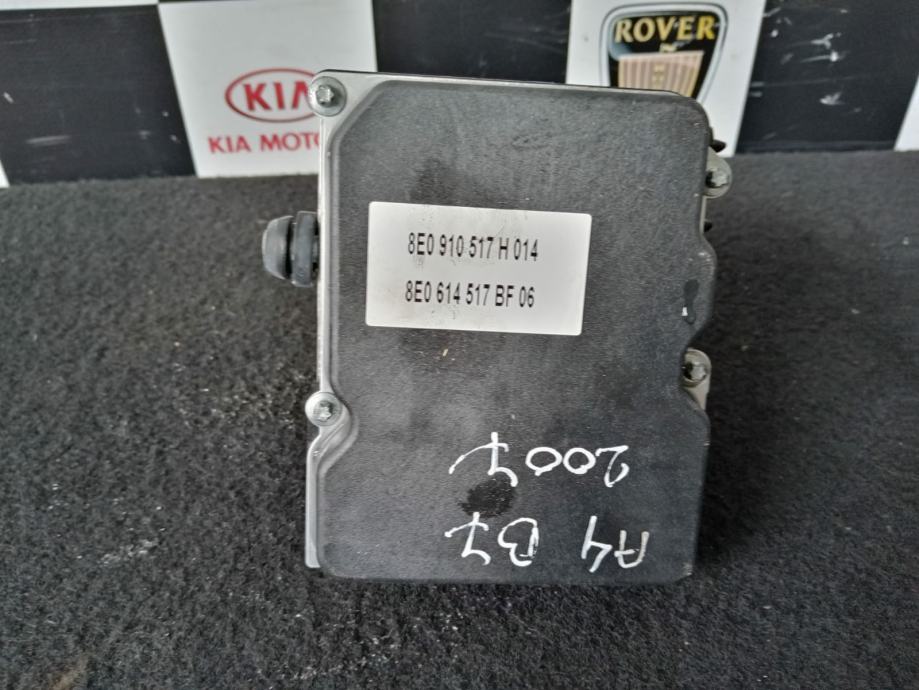 KIA
KIA MOTO
ROVER
8E0 910 517 H 014
8E0 614 517 BF 06
A4 B7
2007